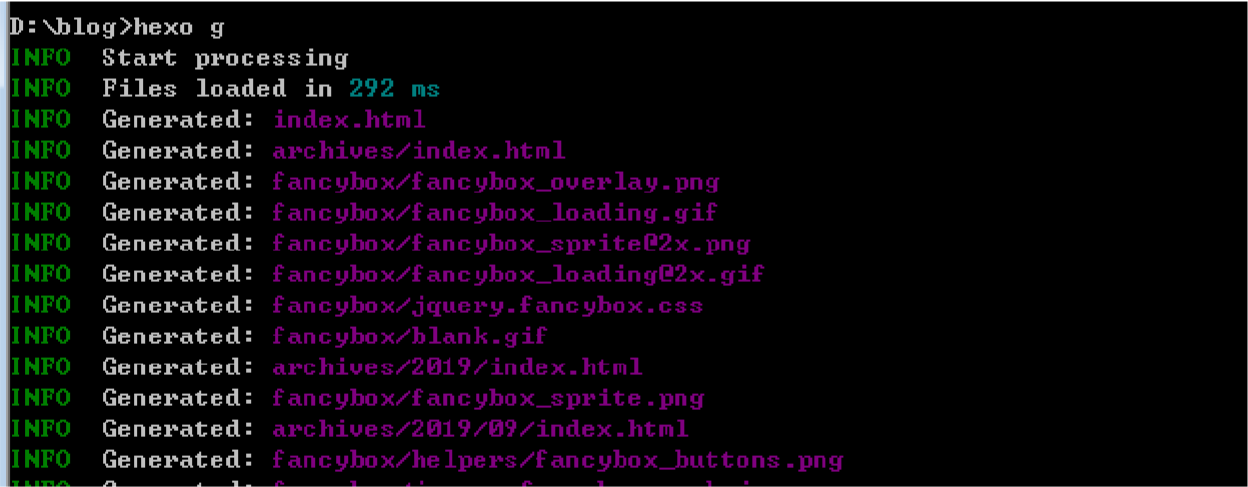 D:\blog>hexo g
INFO  Start processing
INFO  Files loaded in 292 ms
INFO  Generated: index.html
INFO  Generated: archives/index.html
INFO  Generated: fancybox/fancybox_overlay.png
INFO  Generated: fancybox/fancybox_loading.gif
INFO  Generated: fancybox/fancybox_sprite@2x.png
INFO  Generated: fancybox/fancybox_loading@2x.gif
INFO  Generated: fancybox/jquery.fancybox.css
INFO  Generated: fancybox/blank.gif
INFO  Generated: archives/2019/index.html
INFO  Generated: fancybox/fancybox_sprite.png
INFO  Generated: archives/2019/09/index.html
INFO  Generated: fancybox/helpers/fancybox_buttons.png
INFO  Generated: